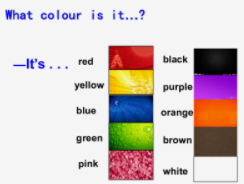 What colour is it...?
—It's . . .
red
yellow
blue
green
pink
black
purple
orange
brown
white